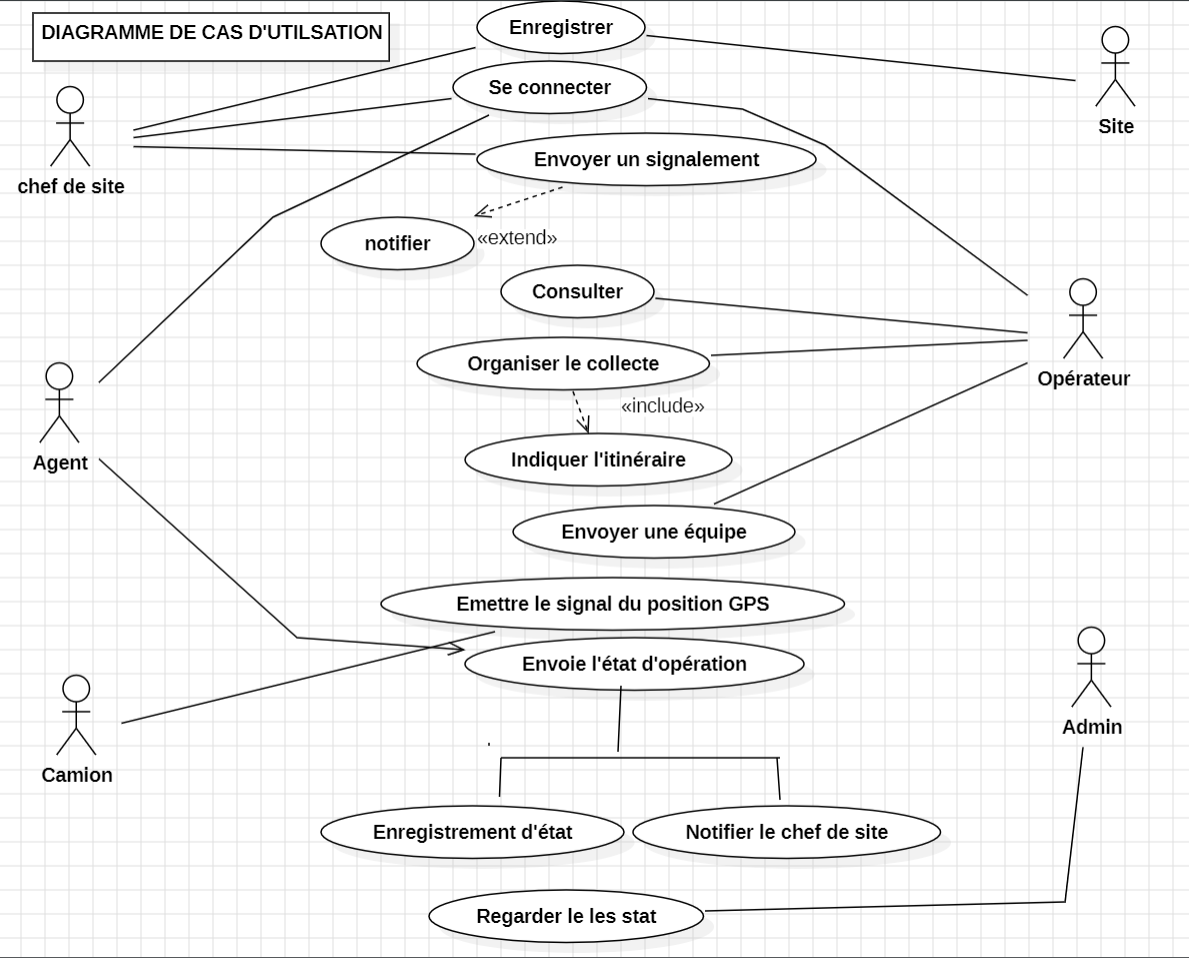 DIAGRAMME DE CAS D'UTILSATION
Enregistrer
Se connecter
Site
Envoyer un signalement
chef de site
notifier
«extend»
Consulter
Organiser le collecte
Opérateur
«include»
Agent
Indiquer l'itinéraire
Envoyer une équipe
Emettre le signal du position GPS
Envoie l'état d'opération
Admin
Camion
Enregistrement d'état
Notifier le chef de site
Regarder le les stat